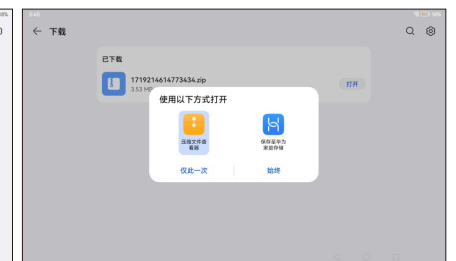 下载
已下载
1719214614773434.zip
3.53 MB
打开
使用以下方式打开
压缩文件查
看器
保存至华为
家庭存储
仅此一次
始终